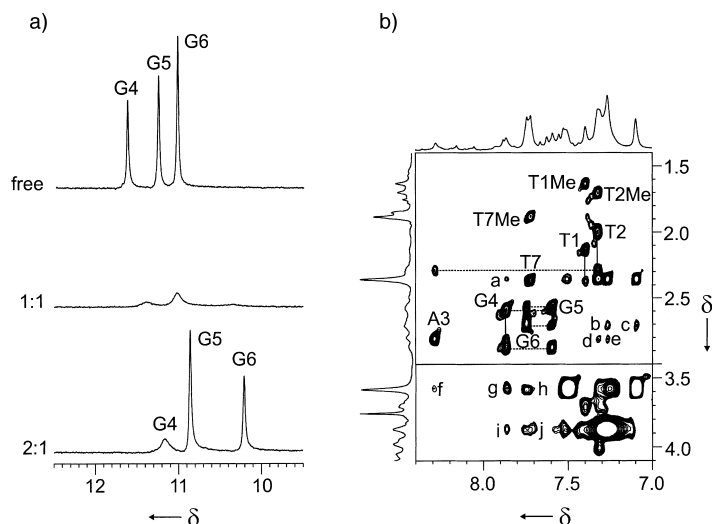 a)
G6
G5
G4
free
1:1
G5
G6
G4
2:1
12
11
10
δ
b)
T1Me
T2Me
T7Me
T1
T2
T7
a
G4
G5
A3
G6
b
c
d
e
f
g
h
i
j
1.5
2.0
2.5
δ
3.5
4.0
8.0
7.5
7.0
δ